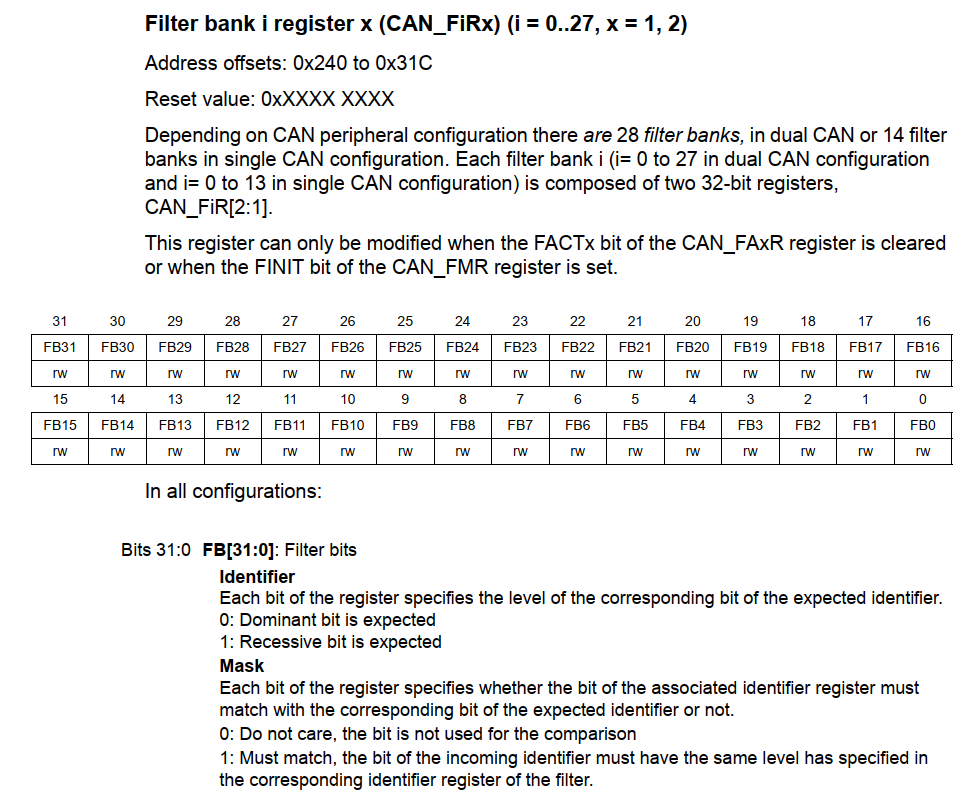 Filter bank i register x (CAN_FiRx) (i = 0..27, x = 1, 2)
Address offsets: 0x240 to 0x31C
Reset value: 0xXXXX XXXX
Depending on CAN peripheral configuration there are 28 filter banks, in dual CAN or 14 filter
banks in single CAN configuration. Each filter bank i (i= 0 to 27 in dual CAN configuration
and i= 0 to 13 in single CAN configuration) is composed of two 32-bit registers,
CAN_FiR[2:1].
This register can only be modified when the FACTx bit of the CAN_FAxR register is cleared
or when the FINIT bit of the CAN_FMR register is set.
31 30 29 28 27 26 25 24 23 22 21 20 19 18 17 16
FB31 FB30 FB29 FB28 FB27 FB26 FB25 FB24 FB23 FB22 FB21 FB20 FB19 FB18 FB17 FB16
rw rw rw rw rw rw rw rw rw rw rw rw rw rw rw rw
15 14 13 12 11 10 9 8 7 6 5 4 3 2 1 0
FB15 FB14 FB13 FB12 FB11 FB10 FB9 FB8 FB7 FB6 FB5 FB4 FB3 FB2 FB1 FB0
rw rw rw rw rw rw rw rw rw rw rw rw rw rw rw rw
In all configurations:
Bits 31:0 FB[31:0]: Filter bits
Identifier
Each bit of the register specifies the level of the corresponding bit of the expected identifier.
0: Dominant bit is expected
1: Recessive bit is expected
Mask
Each bit of the register specifies whether the bit of the associated identifier register must
match with the corresponding bit of the expected identifier or not.
0: Do not care, the bit is not used for the comparison
1: Must match, the bit of the incoming identifier must have the same level has specified in
the corresponding identifier register of the filter.